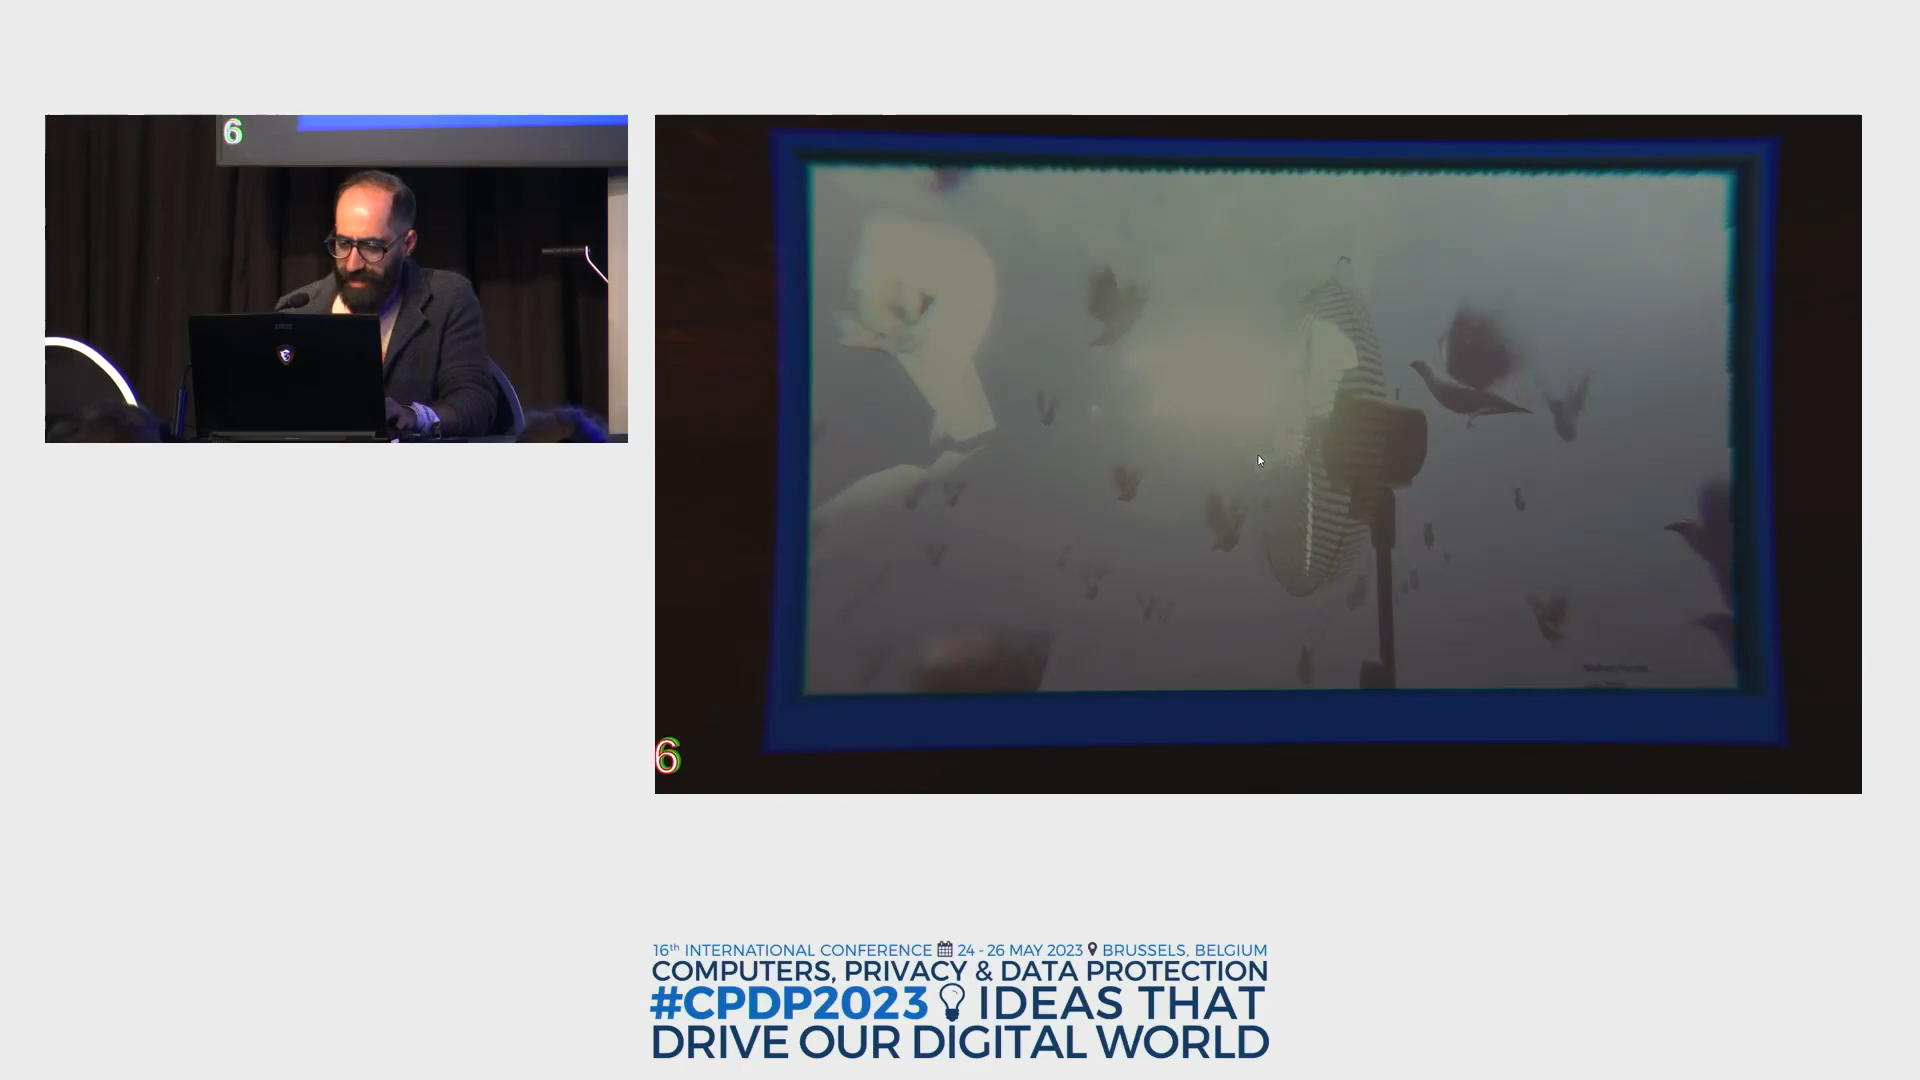 6
6
16th INTERNATIONAL CONFERENCE 24 - 26 MAY 2023 BRUSSELS, BELGIUM
COMPUTERS, PRIVACY & DATA PROTECTION
#CPDP2023 IDEAS THAT
DRIVE OUR DIGITAL WORLD